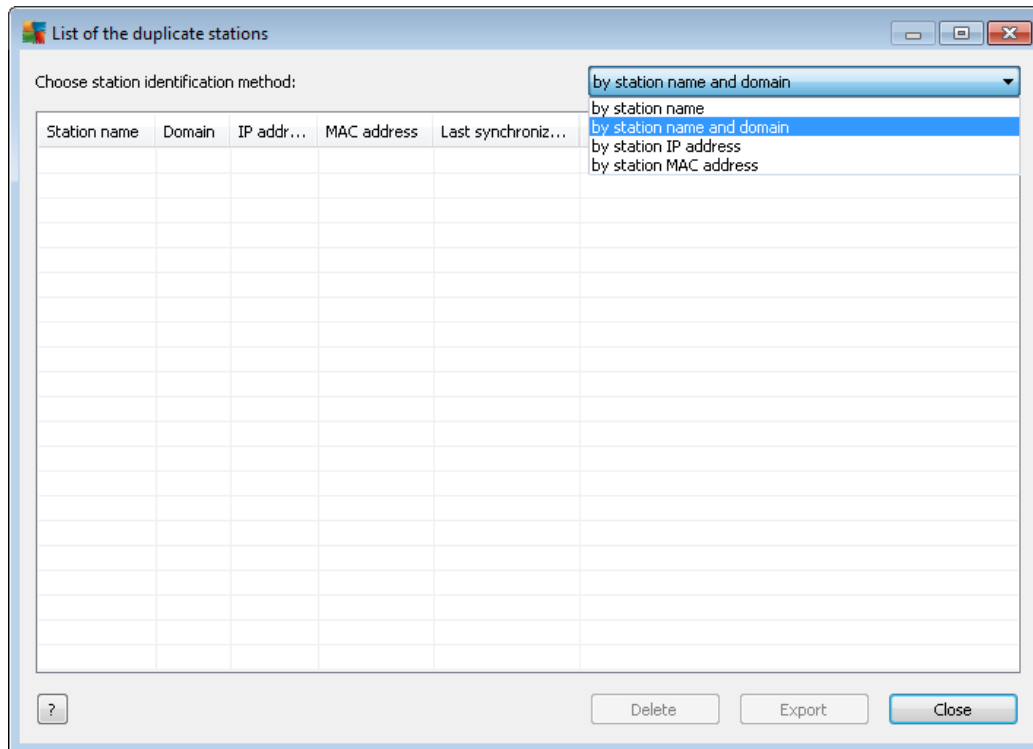 List of the duplicate stations
Choose station identification method:
by station name and domain
by station name
by station name and domain
by station IP address
by station MAC address
Station name Domain IP addr... MAC address Last synchroniz...
? Delete Export Close